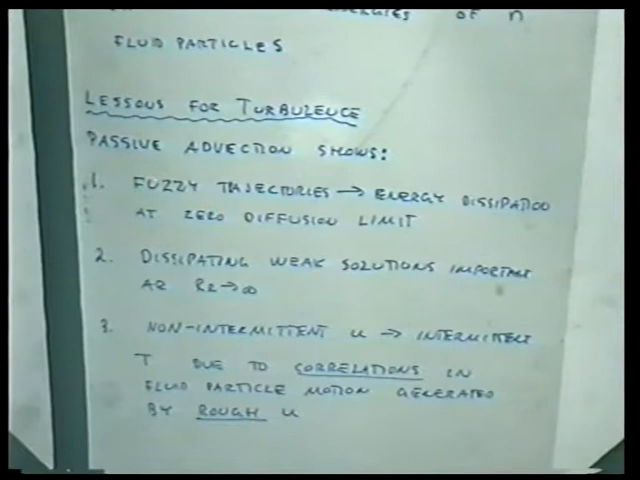 OF n
FLUID PARTICLES
LESSONS FOR TURBULENCE
PASSIVE ADVECTION SHOWS:
1. FUZZY TRAJECTORIES → ENERGY DISSIPATION
AT ZERO DIFFUSION LIMIT
2. DISSIPATING WEAK SOLUTIONS IMPORTANT
AS Re → ∞
3. NON-INTERMITTENT u → INTERMITTENT
T DUE TO CORRELATIONS IN
FLUID PARTICLE MOTION GENERATED
BY ROUGH u